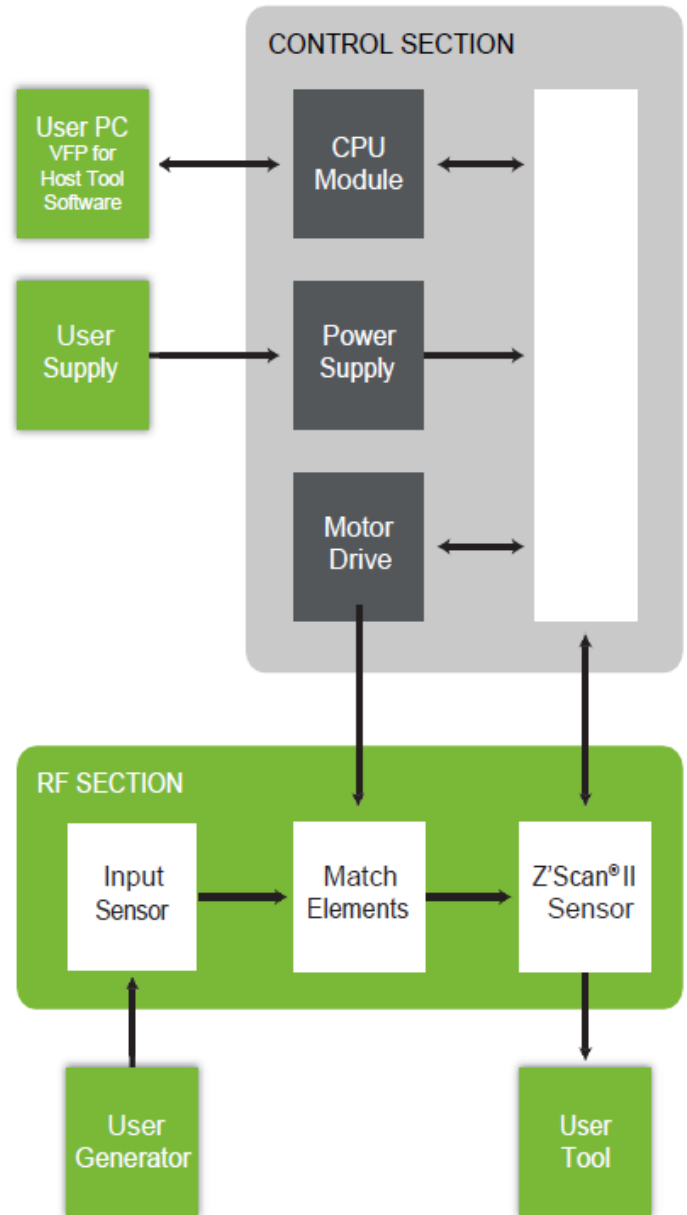 CONTROL SECTION
User PC
VFP for
Host Tool
Software
CPU
Module
User
Supply
Power
Supply
Motor
Drive
RF SECTION
Input
Sensor
Match
Elements
Z'Scan® II
Sensor
User
Generator
User
Tool